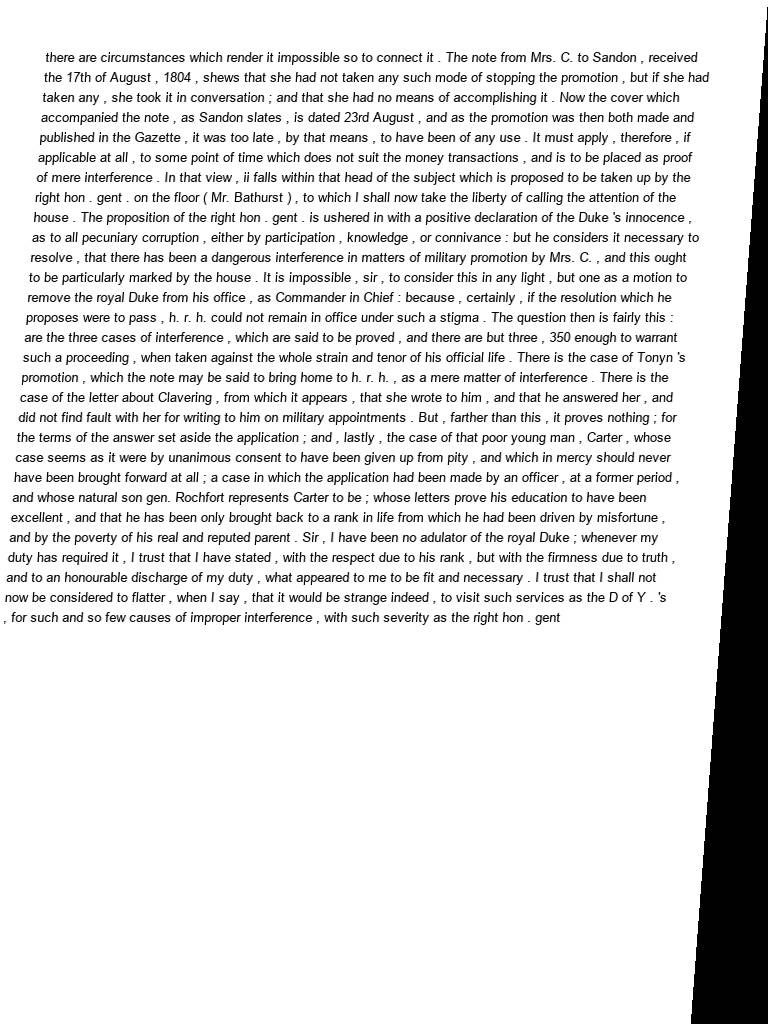 there are circumstances which render it impossible so to connect it . The note from Mrs. C. to Sandon , received
the 17th of August , 1804 , shews that she had not taken any such mode of stopping the promotion , but if she had
taken any , she took it in conversation ; and that she had no means of accomplishing it . Now the cover which
accompanied the note , as Sandon slates , is dated 23rd August , and as the promotion was then both made and
published in the Gazette , it was too late , by that means , to have been of any use . It must apply , therefore , if
applicable at all , to some point of time which does not suit the money transactions , and is to be placed as proof
of mere interference . In that view , ii falls within that head of the subject which is proposed to be taken up by the
right hon . gent . on the floor ( Mr. Bathurst ) , to which I shall now take the liberty of calling the attention of the
house . The proposition of the right hon . gent . is ushered in with a positive declaration of the Duke 's innocence ,
as to all pecuniary corruption , either by participation , knowledge , or connivance : but he considers it necessary to
resolve , that there has been a dangerous interference in matters of military promotion by Mrs. C. , and this ought
to be particularly marked by the house . It is impossible , sir , to consider this in any light , but one as a motion to
remove the royal Duke from his office , as Commander in Chief : because , certainly , if the resolution which he
proposes were to pass , h. r. h. could not remain in office under such a stigma . The question then is fairly this :
are the three cases of interference , which are said to be proved , and there are but three , 350 enough to warrant
such a proceeding , when taken against the whole strain and tenor of his official life . There is the case of Tonyn 's
promotion , which the note may be said to bring home to h. r. h. , as a mere matter of interference . There is the
case of the letter about Clavering , from which it appears , that she wrote to him , and that he answered her , and
did not find fault with her for writing to him on military appointments . But , farther than this , it proves nothing ; for
the terms of the answer set aside the application ; and , lastly , the case of that poor young man , Carter , whose
case seems as it were by unanimous consent to have been given up from pity , and which in mercy should never
have been brought forward at all ; a case in which the application had been made by an officer , at a former period ,
and whose natural son gen. Rochfort represents Carter to be ; whose letters prove his education to have been
excellent , and that he has been only brought back to a rank in life from which he had been driven by misfortune ,
and by the poverty of his real and reputed parent . Sir , I have been no adulator of the royal Duke ; whenever my
duty has required it , I trust that I have stated , with the respect due to his rank , but with the firmness due to truth ,
and to an honourable discharge of my duty , what appeared to me to be fit and necessary . I trust that I shall not
now be considered to flatter , when I say , that it would be strange indeed , to visit such services as the D of Y . 's
, for such and so few causes of improper interference , with such severity as the right hon . gent